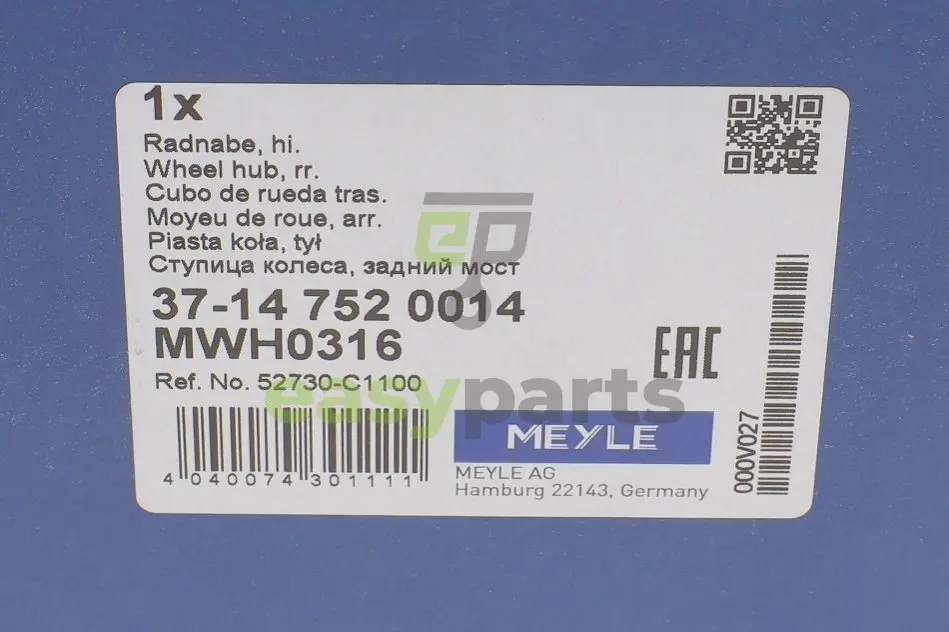 1x
Radnabe, hi.
Wheel hub, rr.
Cubo de rueda tras.
Moyeu de roue, arr.
Piasta koła, tył
Ступица колеса, задний мост
37-14 752 0014
MWH0316
Ref. No. 52730-C1100
EAC
easyparts
4 040074 301111
MEYLE
MEYLE AG
Hamburg 22143, Germany
000V027